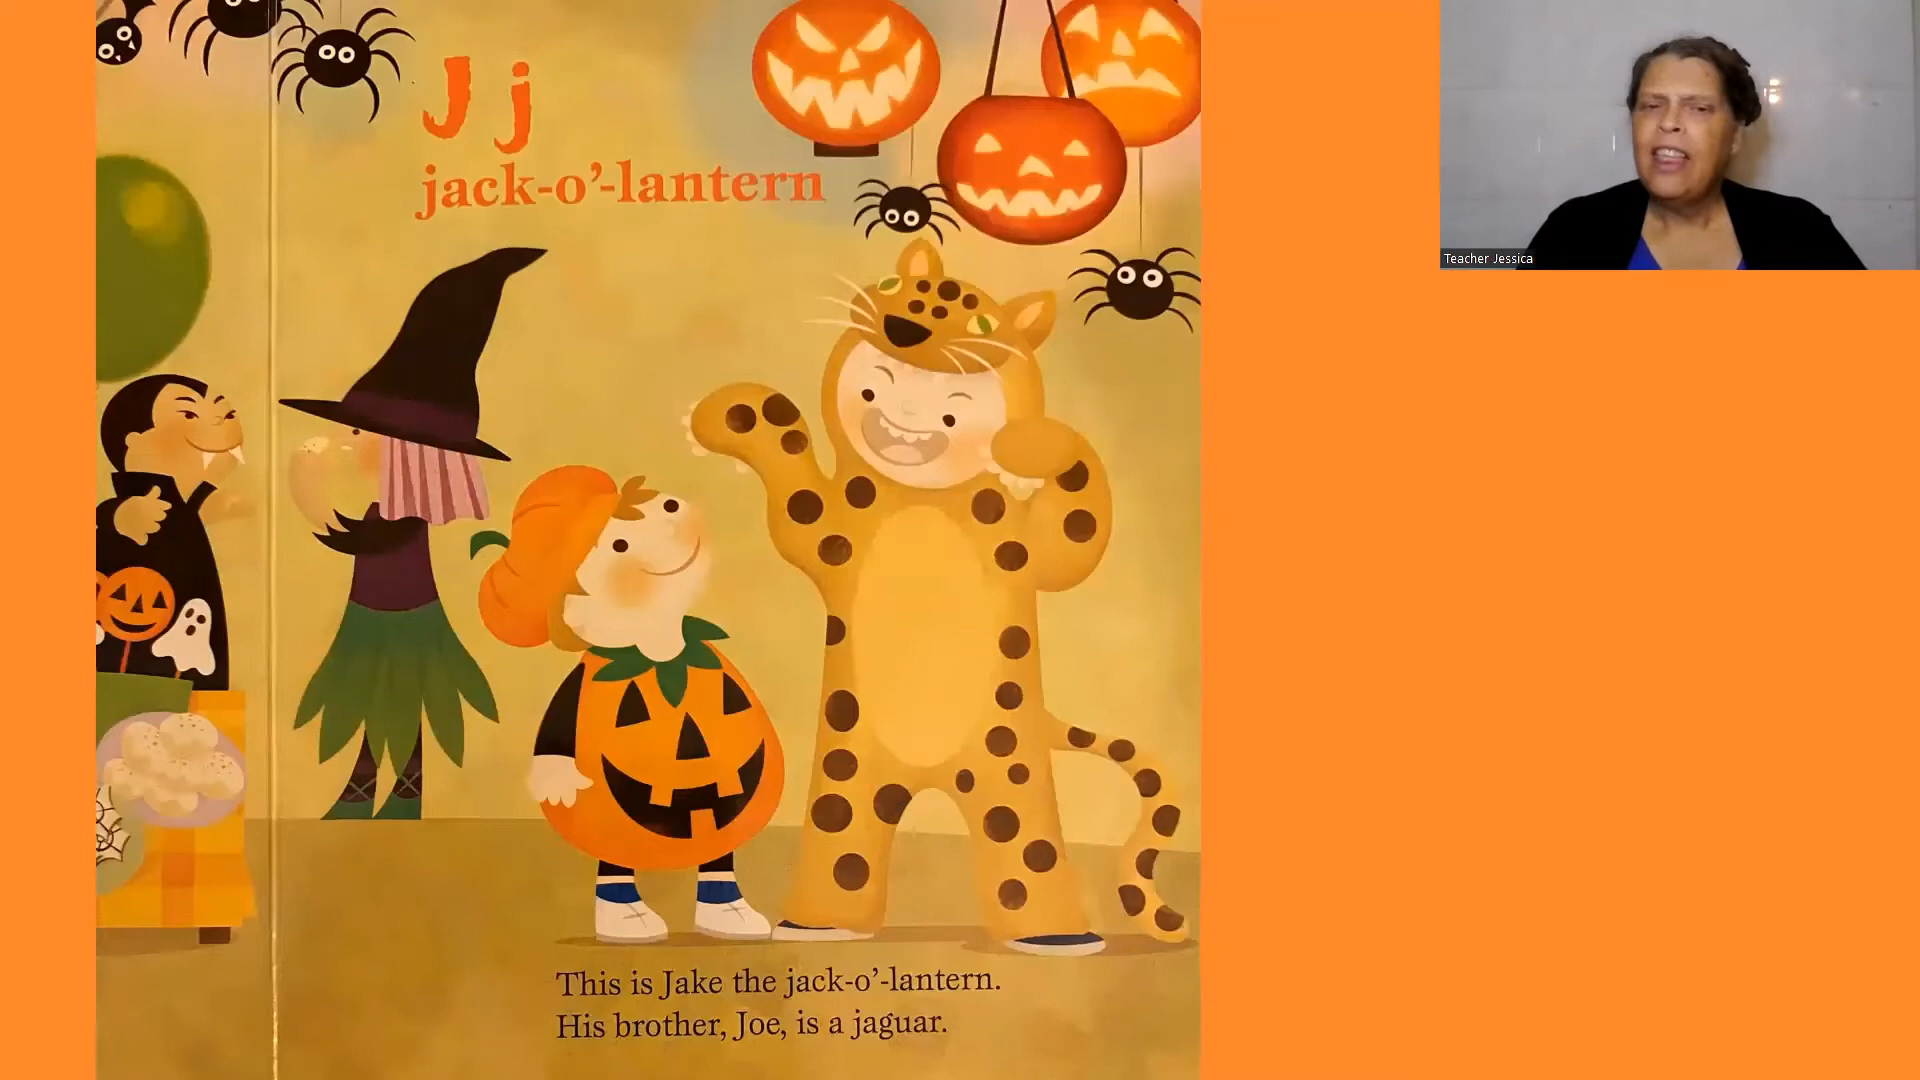 J j
jack-o’-lantern
Teacher Jessica
This is Jake the jack-o’-lantern.
His brother, Joe, is a jaguar.